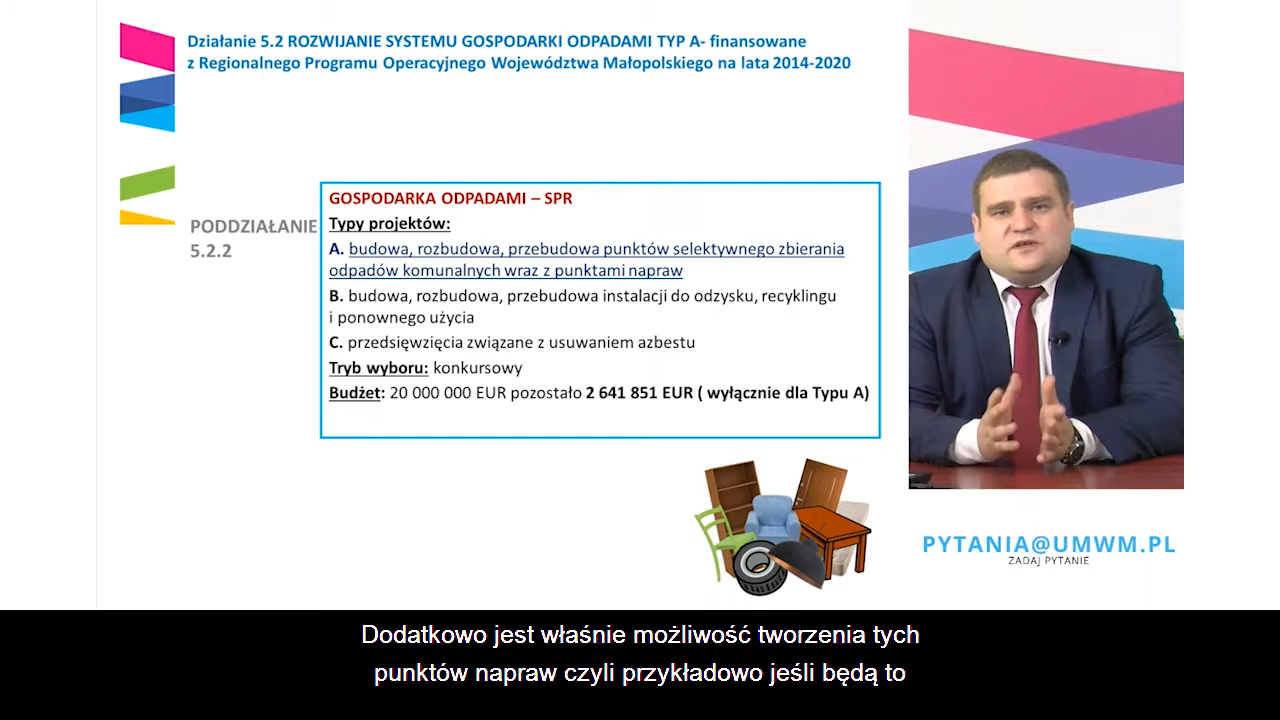 Działanie 5.2 ROZWIJANIE SYSTEMU GOSPODARKI ODPADAMI TYP A- finansowane
z Regionalnego Programu Operacyjnego Województwa Małopolskiego na lata 2014-2020
PODDZIAŁANIE
5.2.2
GOSPODARKA ODPADAMI – SPR
Typy projektów:
A. budowa, rozbudowa, przebudowa punktów selektywnego zbierania
odpadów komunalnych wraz z punktami napraw
B. budowa, rozbudowa, przebudowa instalacji do odzysku, recyklingu
i ponownego użycia
C. przedsięwzięcia związane z usuwaniem azbestu
Tryb wyboru: konkursowy
Budżet: 20 000 000 EUR pozostało 2 641 851 EUR ( wyłącznie dla Typu A)
PYTANIA@UMWM.PL
ZADAJ PYTANIE
Dodatkowo jest właśnie możliwość tworzenia tych
punktów napraw czyli przykładowo jeśli będą to